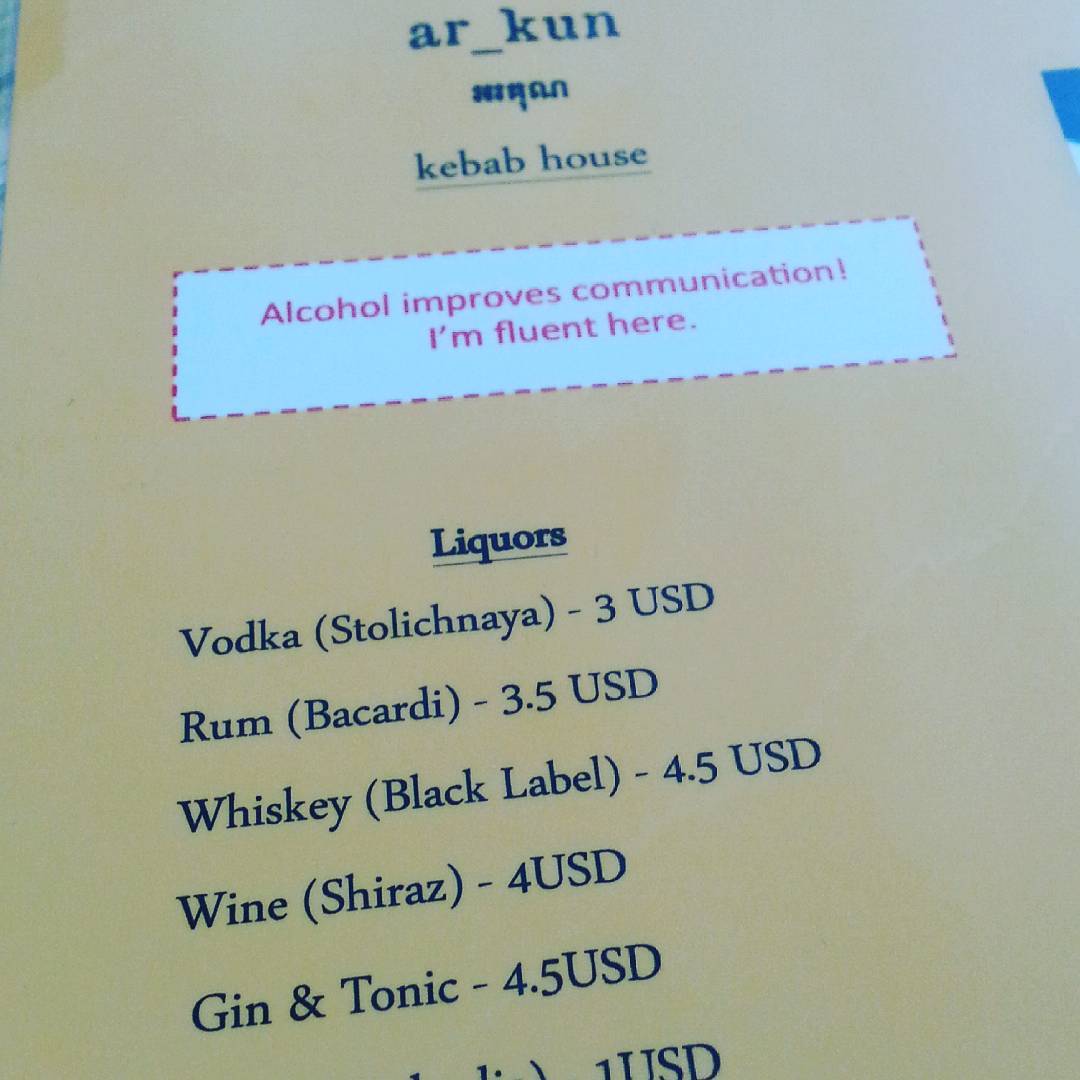 ar_kun
អរគុណ
kebab house
Alcohol improves communication!
I'm fluent here.
Liquors
Vodka (Stolichnaya) - 3 USD
Rum (Bacardi) - 3.5 USD
Whiskey (Black Label) - 4.5 USD
Wine (Shiraz) - 4USD
Gin & Tonic - 4.5USD
1USD